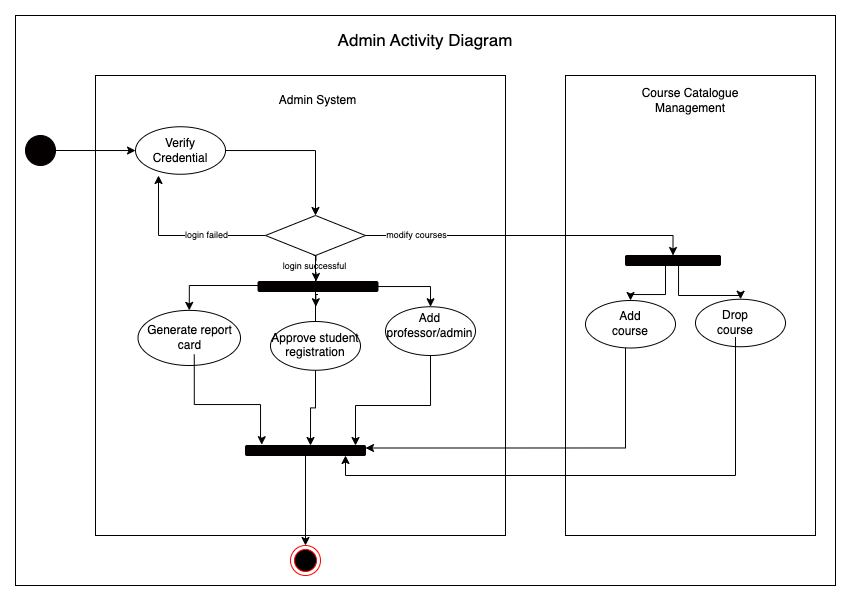 Admin Activity Diagram
Admin System
Course Catalogue
Management
Verify
Credential
login failed
modify courses
login successful
Generate report
card
Approve student
registration
Add
professor/admin
Add
course
Drop
course